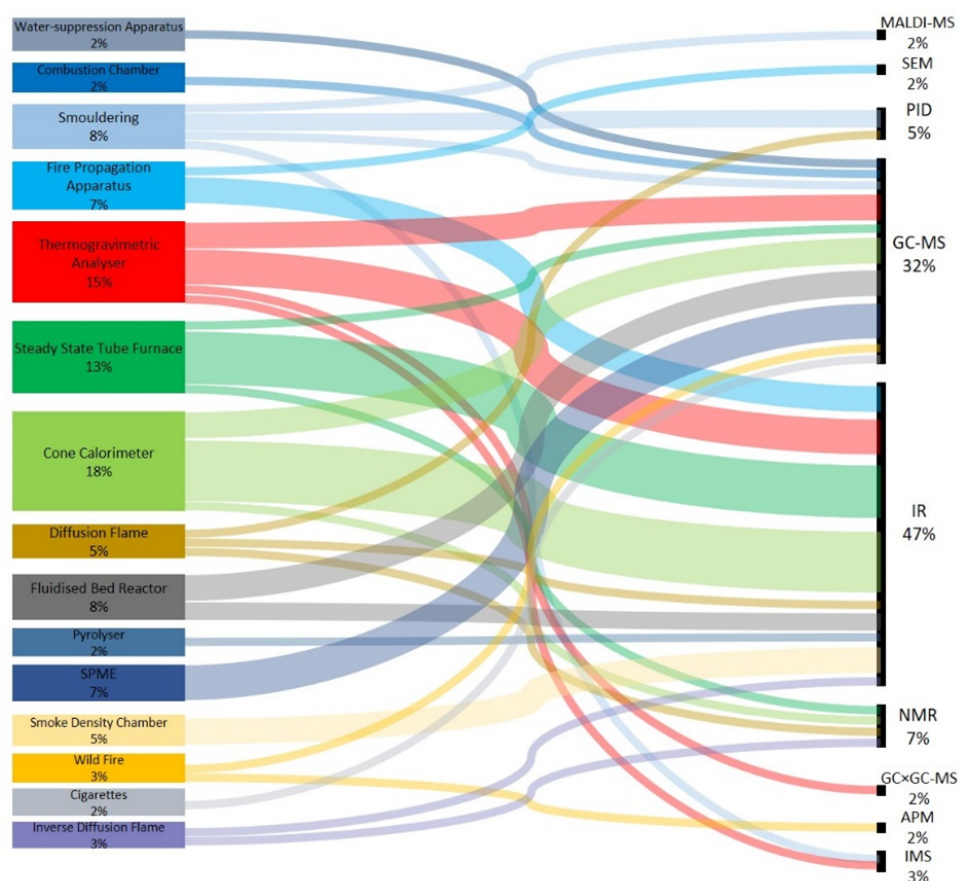 Water-suppression Apparatus
2%
Combustion Chamber
2%
Smouldering
8%
Fire Propagation
Apparatus
7%
Thermogravimetric
Analyser
15%
Steady State Tube Furnace
13%
Cone Calorimeter
18%
Diffusion Flame
5%
Fluidised Bed Reactor
8%
Pyrolyser
2%
SPME
7%
Smoke Density Chamber
5%
Wild Fire
3%
Cigarettes
2%
Inverse Diffusion Flame
3%
MALDI-MS
2%
SEM
2%
PID
5%
GC-MS
32%
IR
47%
NMR
7%
GC×GC-MS
2%
APM
2%
IMS
3%